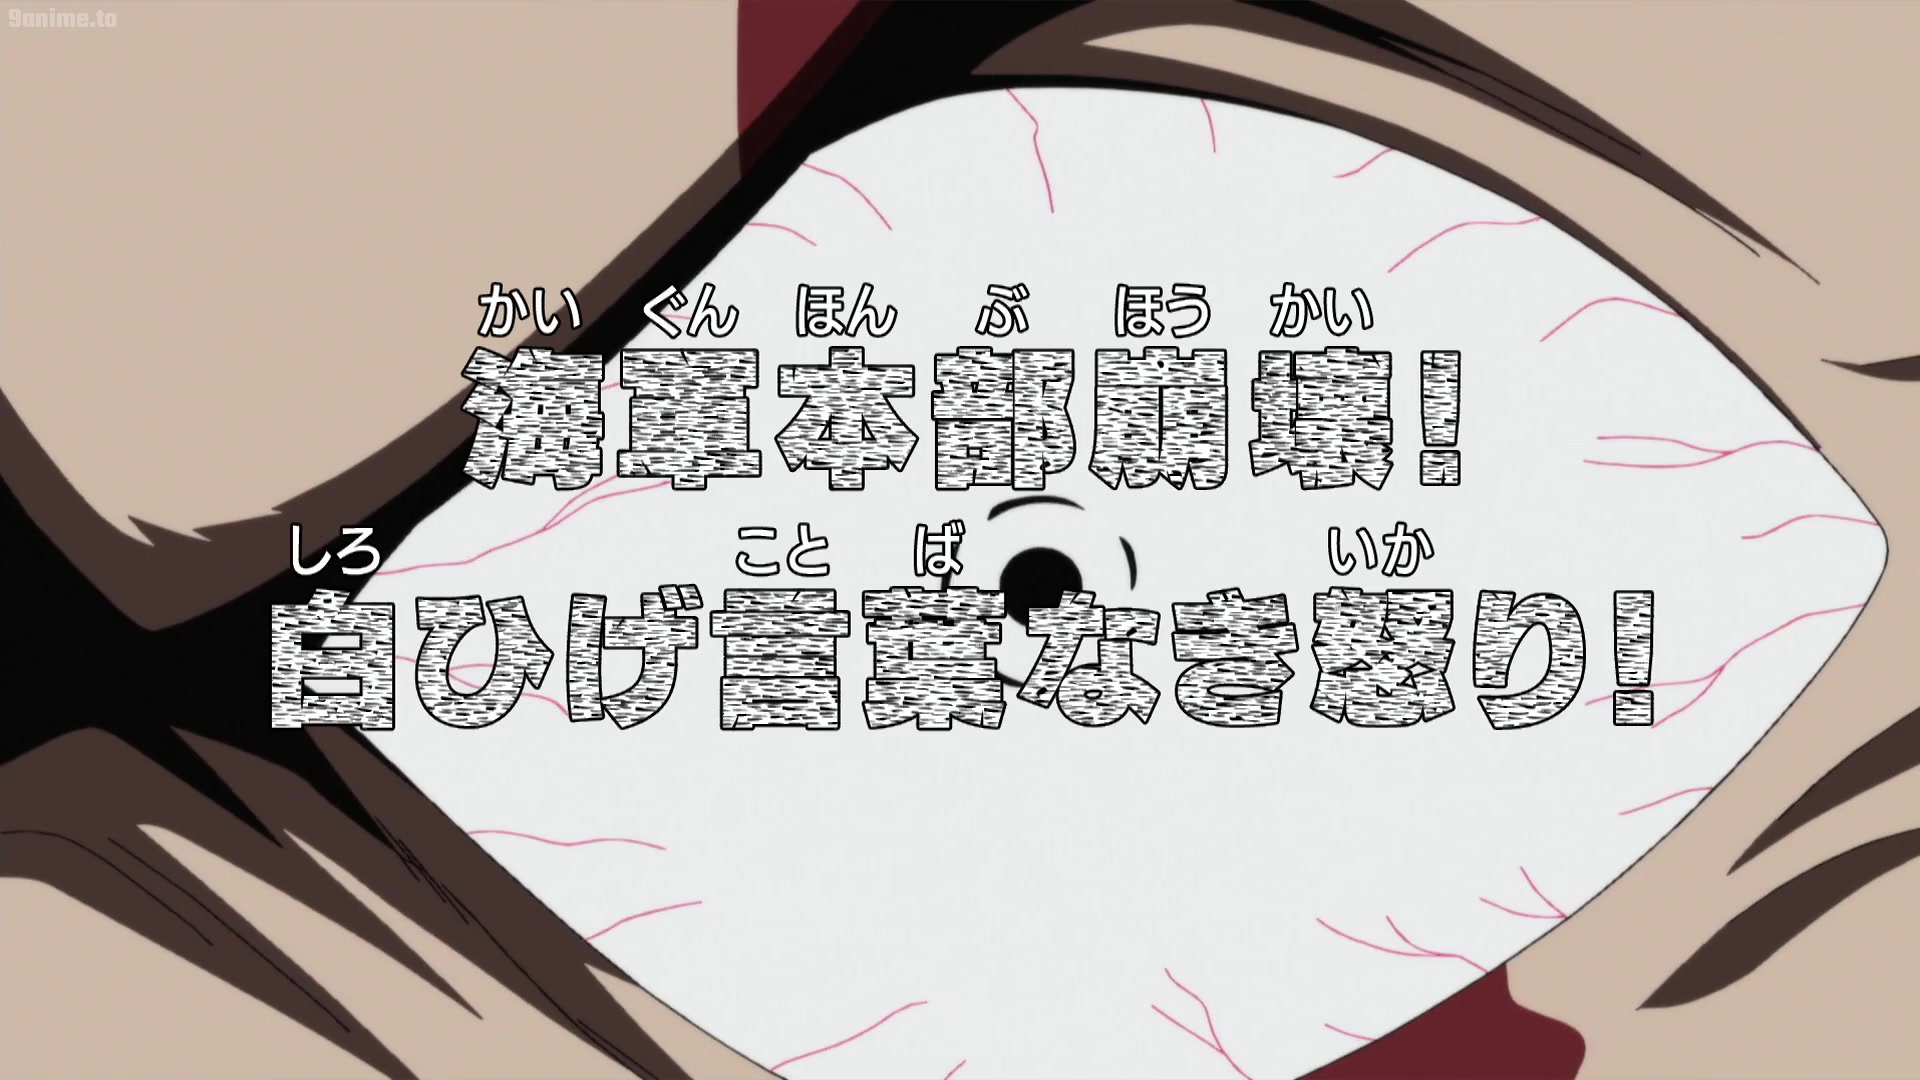 9anime.to
かいぐんほんぶほうかい
海軍本部崩壊!
しろ ことば いか
白ひげ言葉なき怒り!